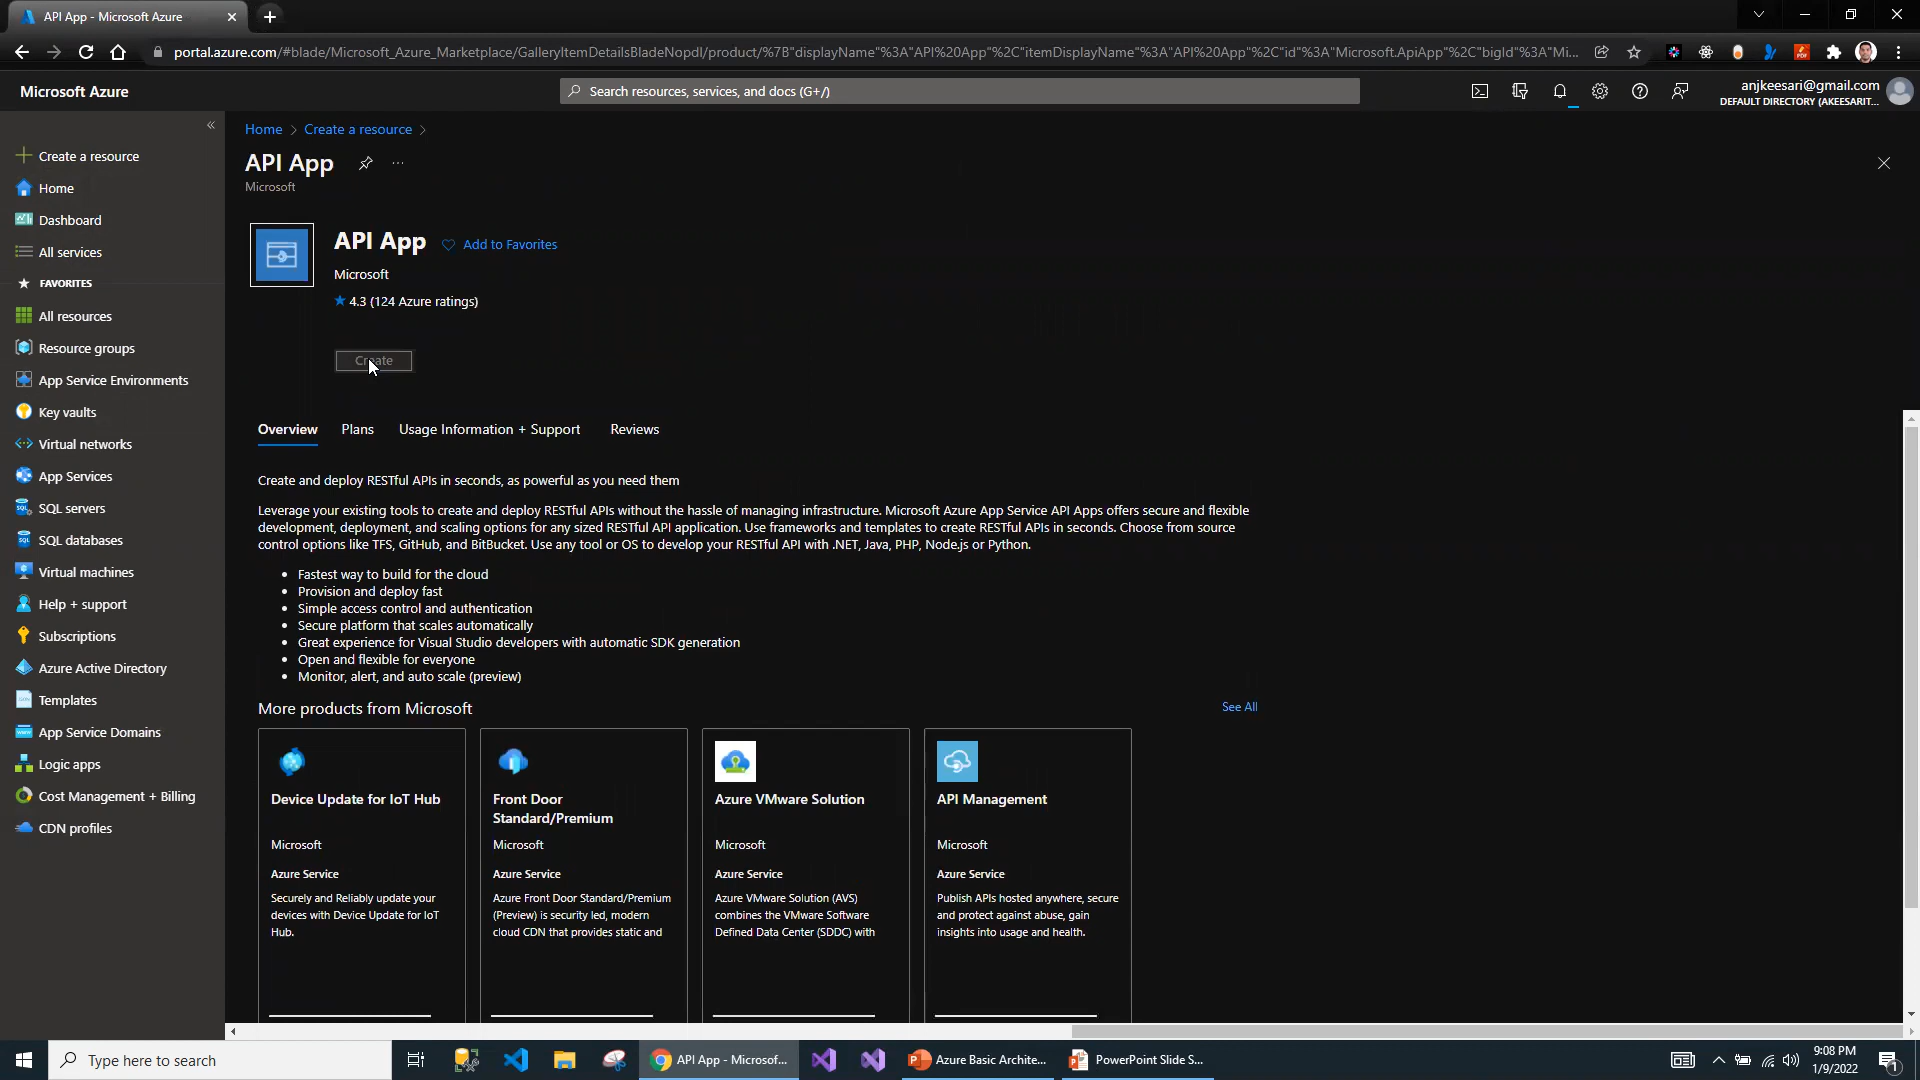 API App - Microsoft Azure
portal.azure.com/#blade/Microsoft_Azure_Marketplace/GalleryItemDetailsBladeNopdl/product/%7B"displayName"%3A"API%20App"%2C"itemDisplayName"%3A"API%20App"%2C"id"%3A"Microsoft.ApiApp"%2C"bigId"%3A"Mi...
Microsoft Azure
Search resources, services, and docs (G+/)
anjkeesari@gmail.com
DEFAULT DIRECTORY (AKEESARIT...
Home
Create a resource
API App
...
Microsoft
Create a resource
Home
Dashboard
All services
FAVORITES
All resources
Resource groups
App Service Environments
Key vaults
Virtual networks
App Services
SQL servers
SQL databases
Virtual machines
Help + support
Subscriptions
Azure Active Directory
Templates
App Service Domains
Logic apps
Cost Management + Billing
CDN profiles
API App
Add to Favorites
Microsoft
4.3 (124 Azure ratings)
Create
Overview
Plans
Usage Information + Support
Reviews
Create and deploy RESTful APIs in seconds, as powerful as you need them
Leverage your existing tools to create and deploy RESTful APIs without the hassle of managing infrastructure. Microsoft Azure App Service API Apps offers secure and flexible
development, deployment, and scaling options for any sized RESTful API application. Use frameworks and templates to create RESTful APIs in seconds. Choose from source
control options like TFS, GitHub, and BitBucket. Use any tool or OS to develop your RESTful API with .NET, Java, PHP, Node.js or Python.
• Fastest way to build for the cloud
• Provision and deploy fast
• Simple access control and authentication
• Secure platform that scales automatically
• Great experience for Visual Studio developers with automatic SDK generation
• Open and flexible for everyone
• Monitor, alert, and auto scale (preview)
More products from Microsoft
See All
Device Update for IoT Hub
Microsoft
Azure Service
Securely and Reliably update your
devices with Device Update for IoT
Hub.
Front Door
Standard/Premium
Microsoft
Azure Service
Azure Front Door Standard/Premium
(Preview) is security led, modern
cloud CDN that provides static and
Azure VMware Solution
Microsoft
Azure Service
Azure VMware Solution (AVS)
combines the VMware Software
Defined Data Center (SDDC) with
API Management
Microsoft
Azure Service
Publish APIs hosted anywhere, secure
and protect against abuse, gain
insights into usage and health.
Type here to search
API App - Microsof...
Azure Basic Archite...
PowerPoint Slide S...
9:08 PM
1/9/2022
1